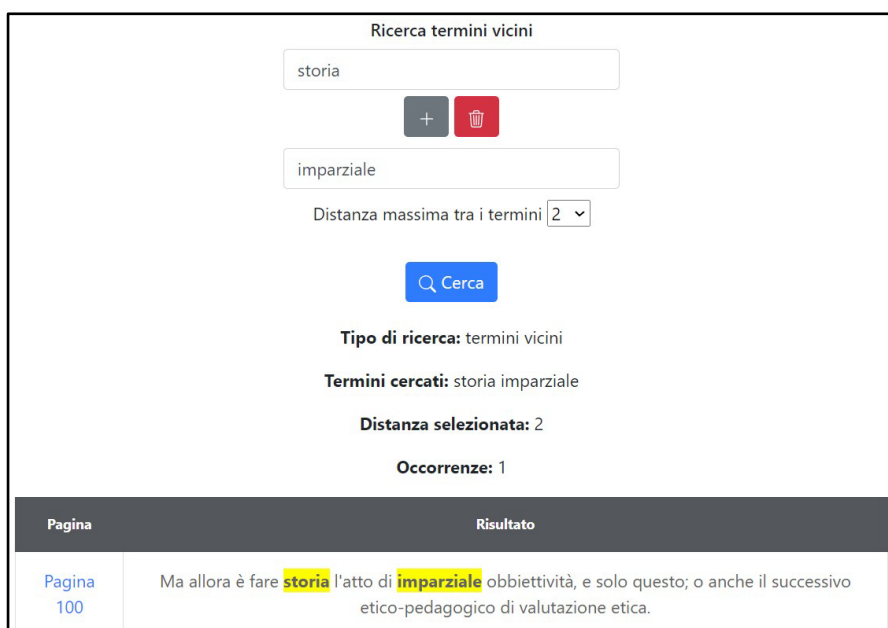 Ricerca termini vicini
storia
+
imparziale
Distanza massima tra i termini 2
Cerca
Tipo di ricerca: termini vicini
Termini cercati: storia imparziale
Distanza selezionata: 2
Occorrenze: 1
Pagina Risultato
Pagina 100
Ma allora è fare storia l'atto di imparziale obbiettività, e solo questo; o anche il successivo
etico-pedagogico di valutazione etica.